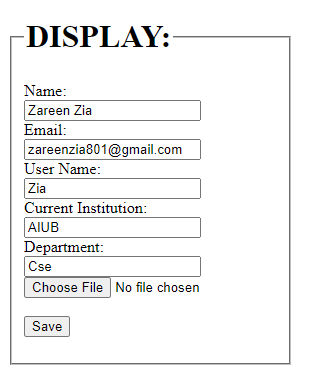 DISPLAY:
Name:
Zareen Zia
Email:
zareenzia801@gmail.com
User Name:
Zia
Current Institution:
AIUB
Department:
Cse
Choose File No file chosen
Save